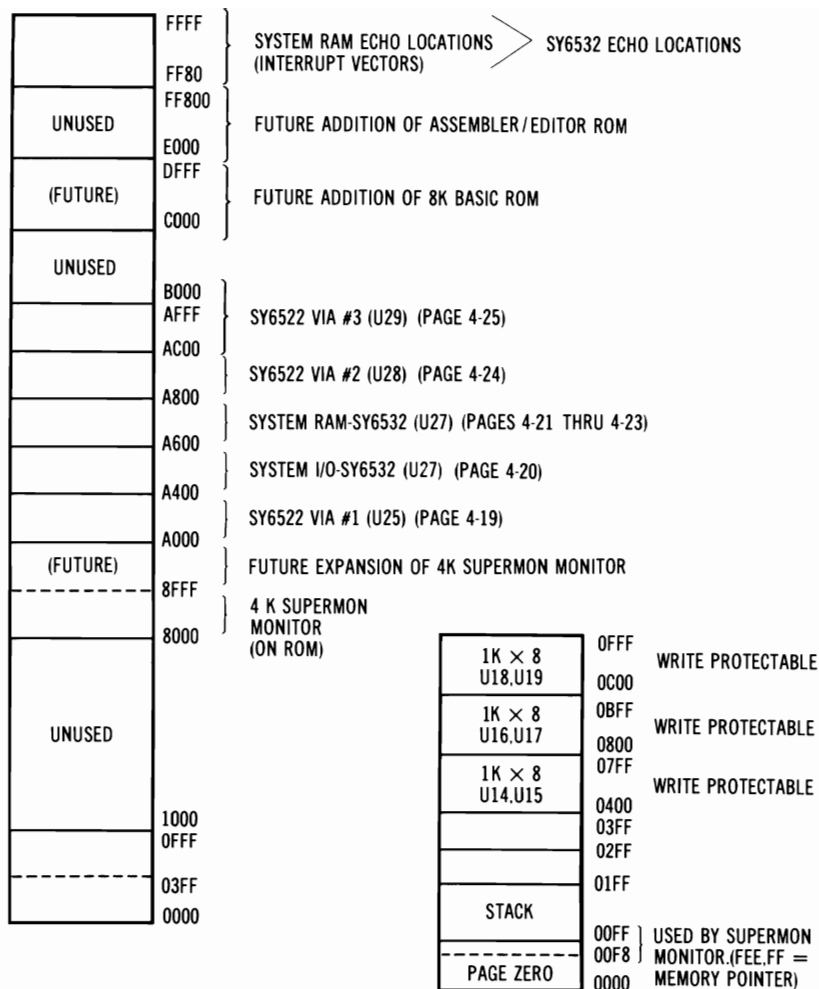 FFFF
SYSTEM RAM ECHO LOCATIONS
(INTERRUPT VECTORS)
SY6532 ECHO LOCATIONS
FF80
FF800
UNUSED
FUTURE ADDITION OF ASSEMBLER/EDITOR ROM
E000
DFFF
(FUTURE)
FUTURE ADDITION OF 8K BASIC ROM
C000
UNUSED
B000
AFFF
SY6522 VIA #3 (U29) (PAGE 4-25)
AC00
SY6522 VIA #2 (U28) (PAGE 4-24)
A800
SYSTEM RAM-SY6532 (U27) (PAGES 4-21 THRU 4-23)
A600
SYSTEM I/O-SY6532 (U27) (PAGE 4-20)
A400
SY6522 VIA #1 (U25) (PAGE 4-19)
A000
(FUTURE)
FUTURE EXPANSION OF 4K SUPERMON MONITOR
8FFF
4 K SUPERMON
MONITOR
(ON ROM)
8000
UNUSED
1000
0FFF
03FF
0000
1K × 8
U18,U19
0FFF
0C00
WRITE PROTECTABLE
1K × 8
U16,U17
0BFF
0800
WRITE PROTECTABLE
1K × 8
U14,U15
07FF
0400
WRITE PROTECTABLE
03FF
02FF
01FF
STACK
00FF
00F8
USED BY SUPERMON
MONITOR.(FEE,FF =
MEMORY POINTER)
PAGE ZERO
0000